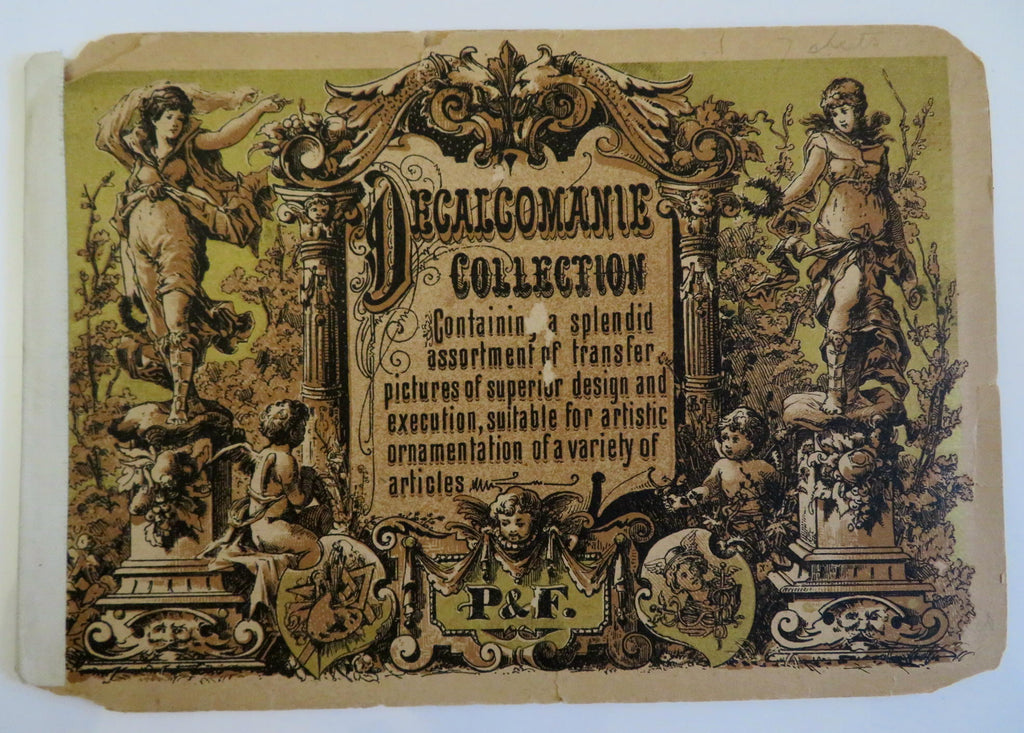 DECALCOMANIE
COLLECTION
Containing a splendid
assortment of transfer
pictures of superior design and
execution, suitable for artistic
ornamentation of a variety of
articles
P&F.